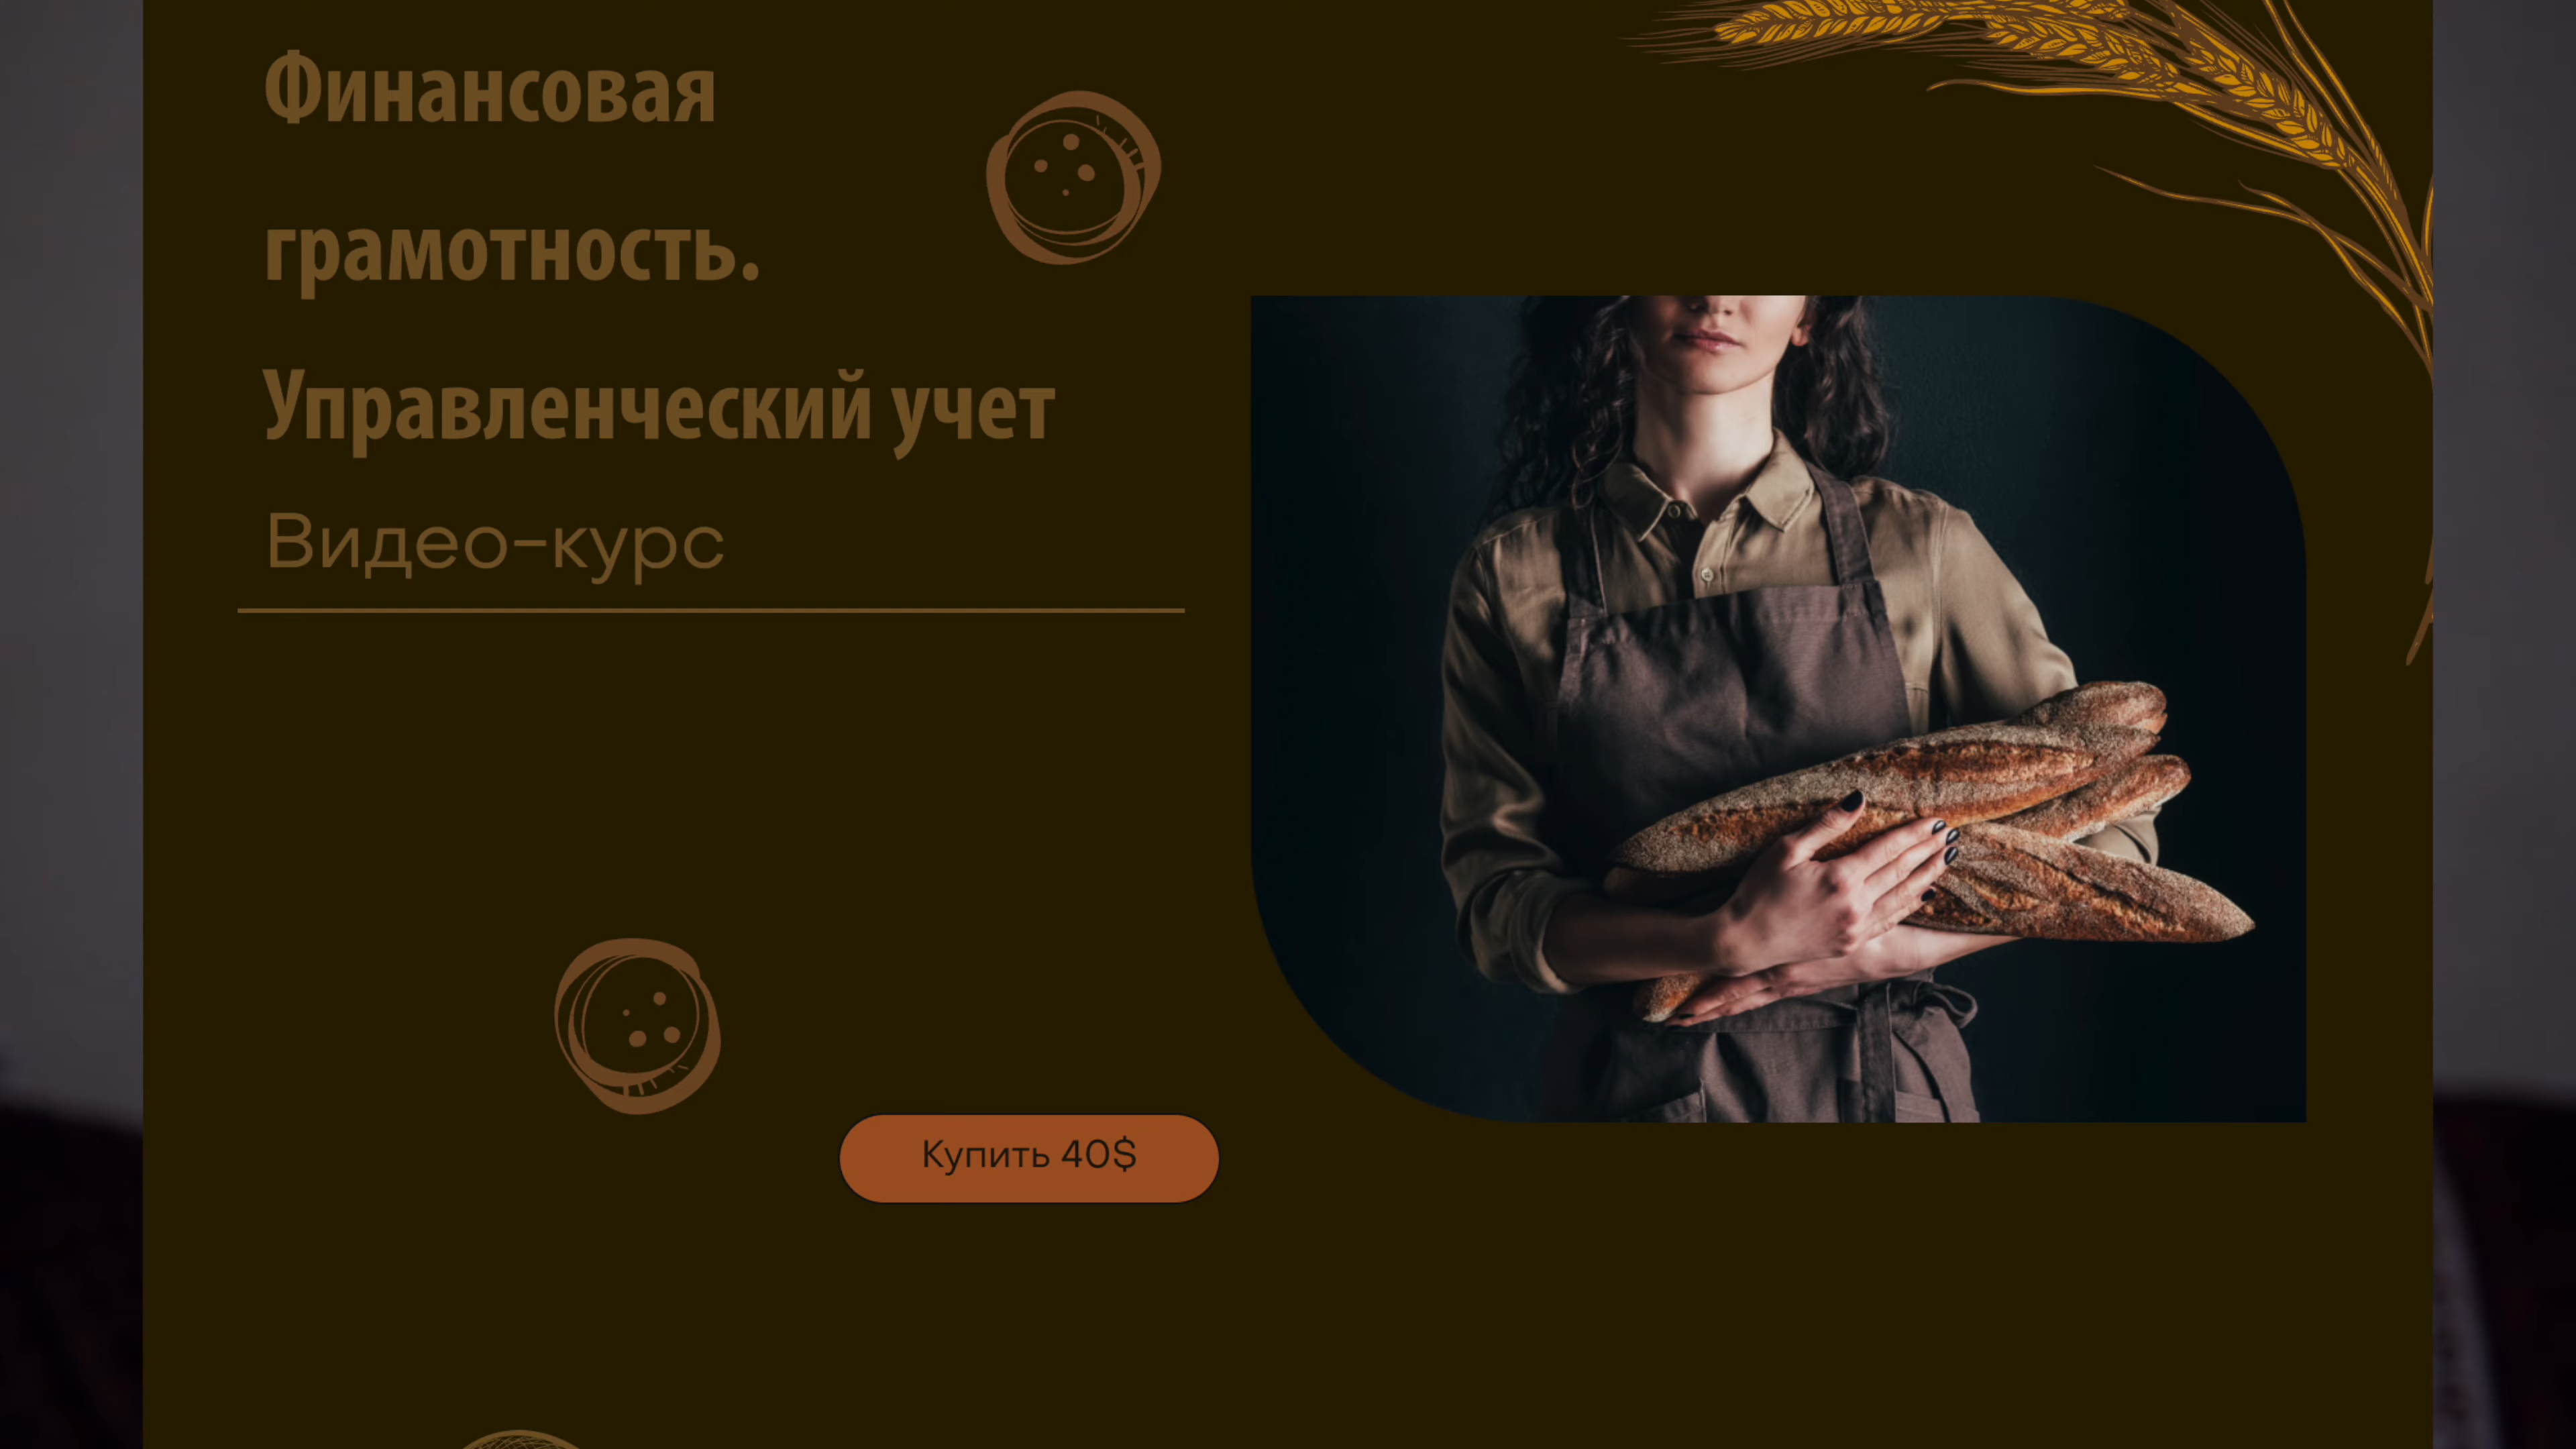 Финансовая
грамотность.
Управленческий учет
Видео-курс
Купить 40$